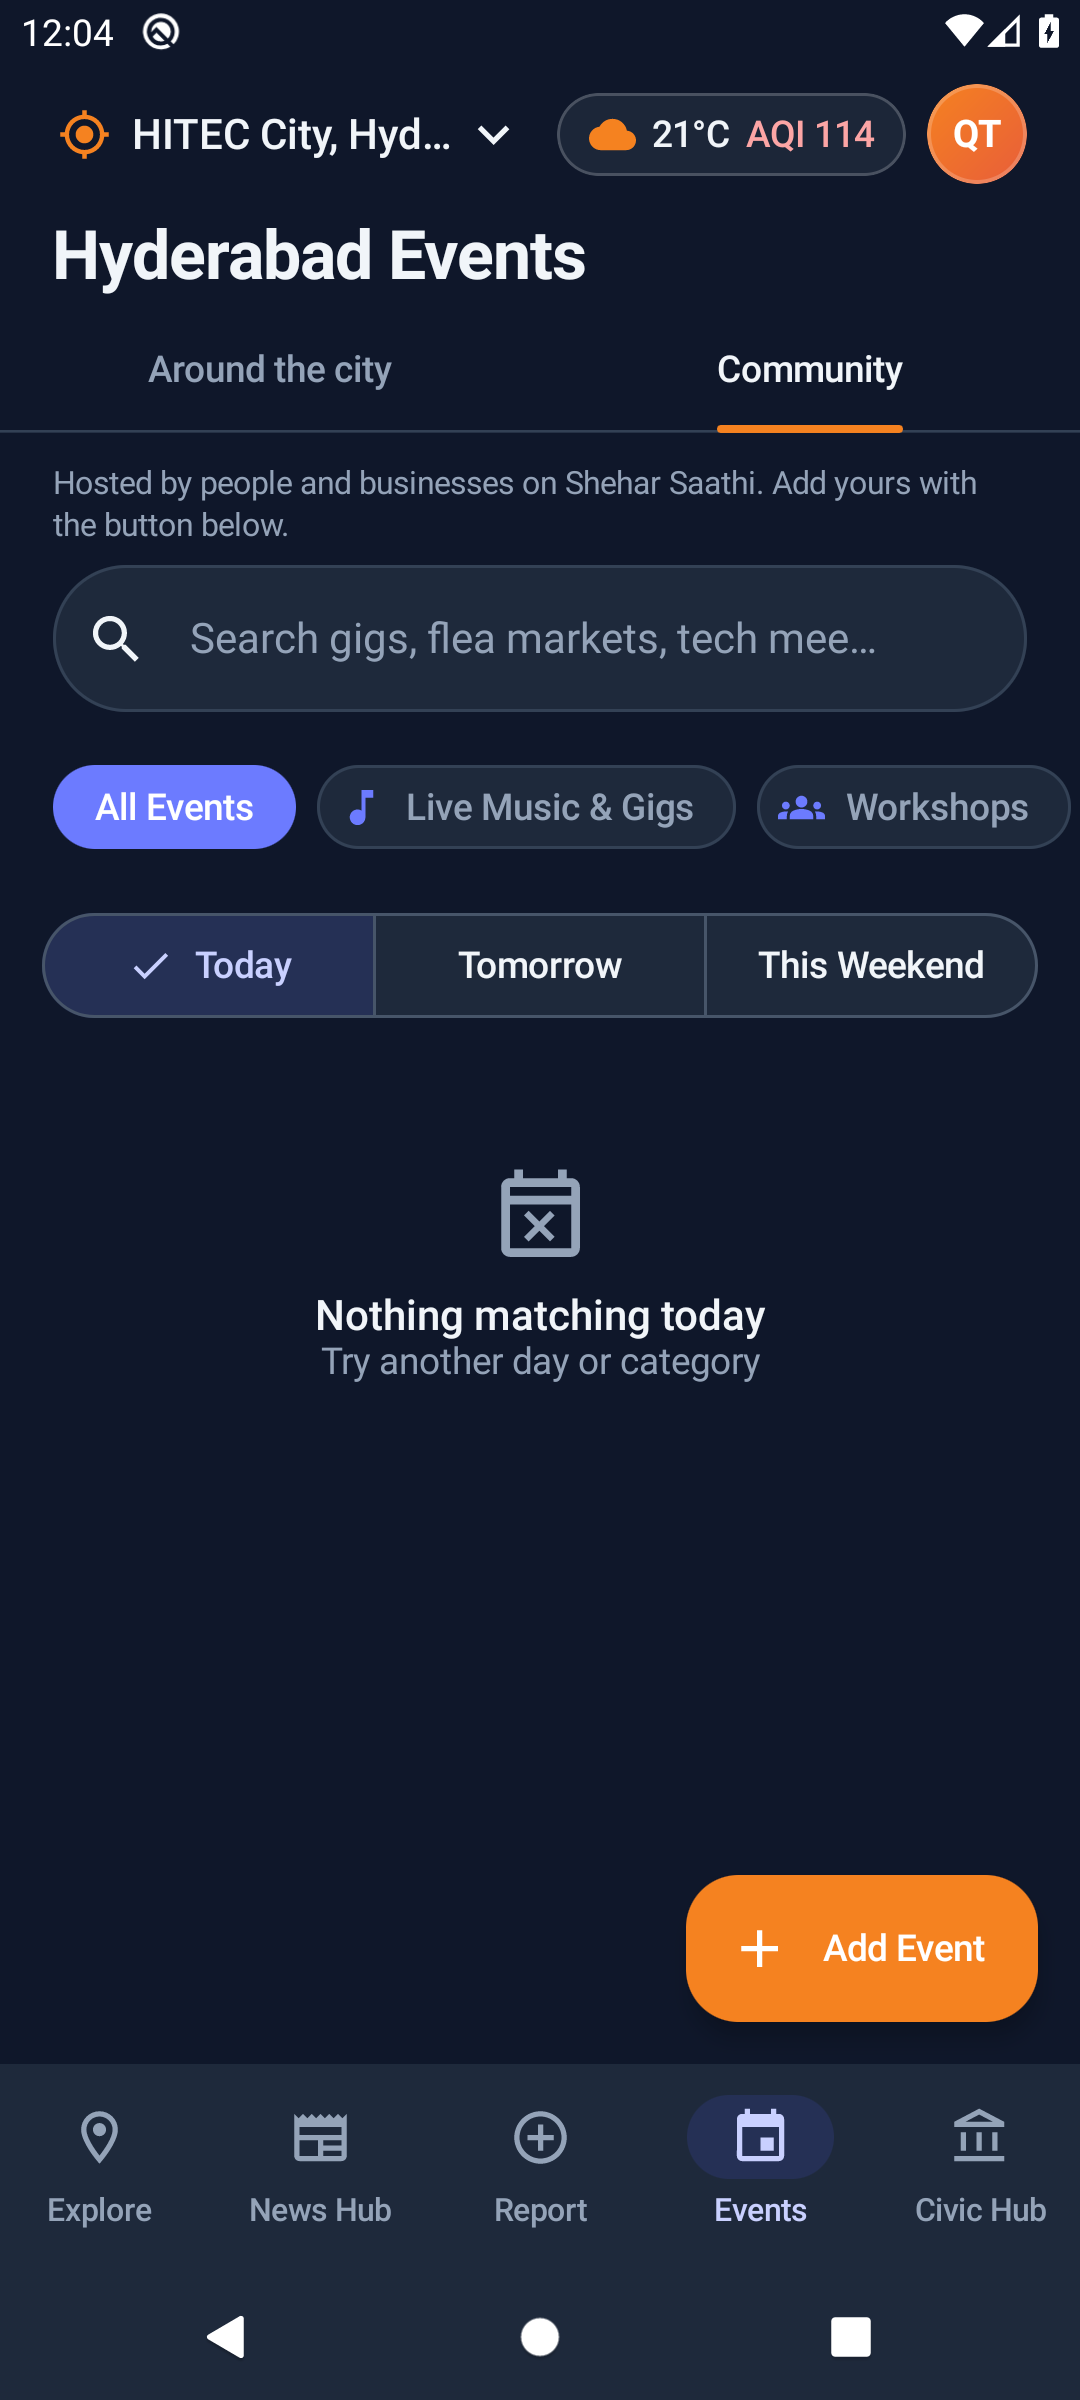 12:04
HITEC City, Hyd...
21°C AQI 114
QT
Hyderabad Events
Around the city
Community
Hosted by people and businesses on Shehar Saathi. Add yours with
the button below.
Search gigs, flea markets, tech mee...
All Events
Live Music & Gigs
Workshops
Today
Tomorrow
This Weekend
Nothing matching today
Try another day or category
Add Event
Explore
News Hub
Report
Events
Civic Hub